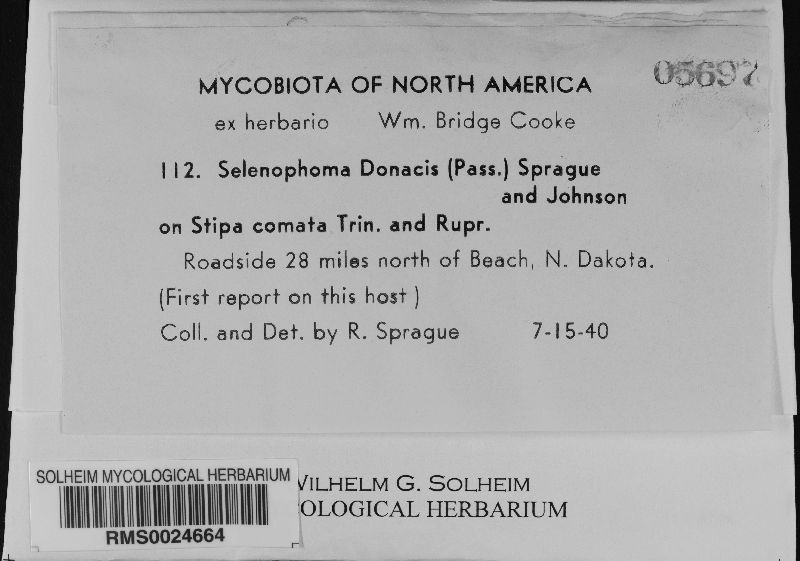 05697
MYCOBIOTA OF NORTH AMERICA
ex herbario Wm. Bridge Cooke
112. Selenophoma Donacis (Pass.) Sprague
and Johnson
on Stipa comata Trin. and Rupr.
Roadside 28 miles north of Beach, N. Dakota.
(First report on this host )
Coll. and Det. by R. Sprague 7-15-40
SOLHEIM MYCOLOGICAL HERBARIUM
RMS0024664
VILHELM G. SOLHEIM
OLOGICAL HERBARIUM